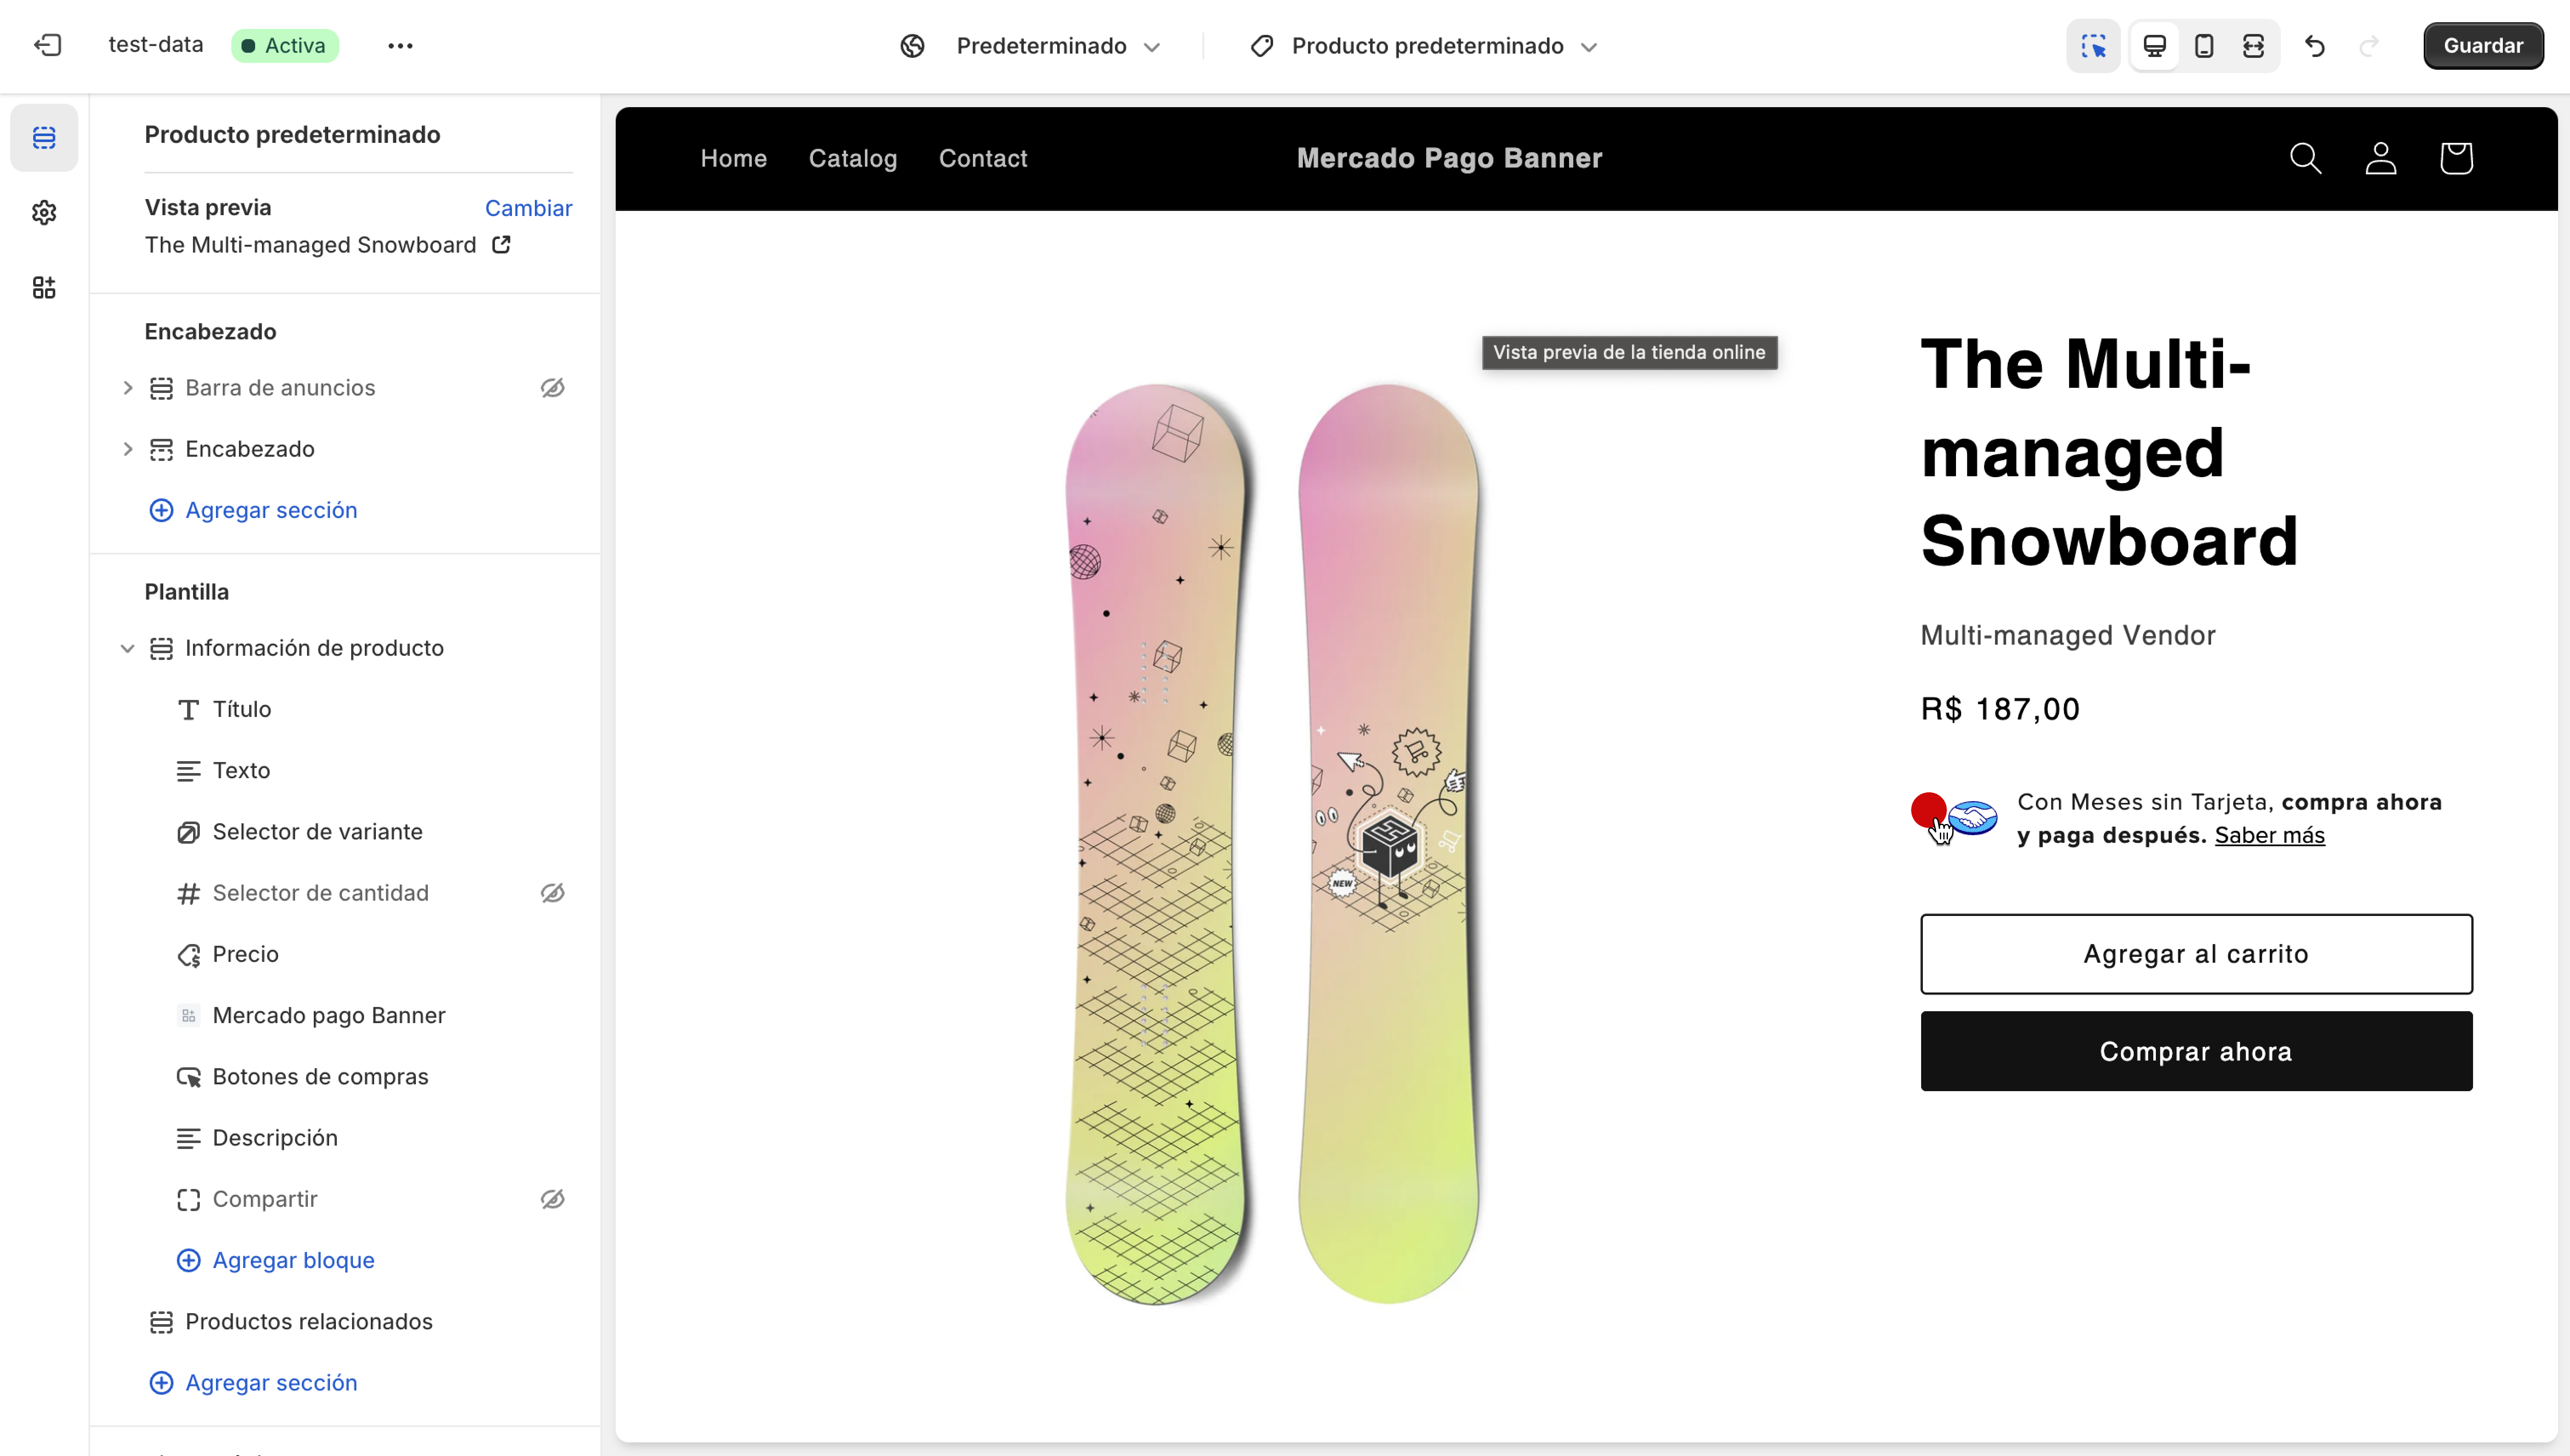 test-data
Activa
Predeterminado
Producto predeterminado
Guardar
Producto predeterminado
Vista previa
Cambiar
The Multi-managed Snowboard
Encabezado
Barra de anuncios
Encabezado
Agregar sección
Plantilla
Información de producto
Título
Texto
Selector de variante
Selector de cantidad
Precio
Mercado pago Banner
Botones de compras
Descripción
Compartir
Agregar bloque
Productos relacionados
Agregar sección
Home
Catalog
Contact
Mercado Pago Banner
Vista previa de la tienda online
NEW
The Multi-
managed
Snowboard
Multi-managed Vendor
R$ 187,00
Con Meses sin Tarjeta, compra ahora
y paga después. Saber más
Agregar al carrito
Comprar ahora